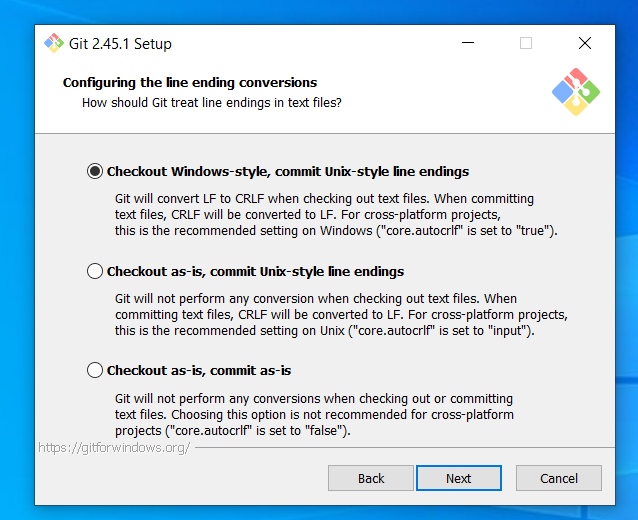 Git 2.45.1 Setup
Configuring the line ending conversions
How should Git treat line endings in text files?
Checkout Windows-style, commit Unix-style line endings
Git will convert LF to CRLF when checking out text files. When committing
text files, CRLF will be converted to LF. For cross-platform projects,
this is the recommended setting on Windows ("core.autocrlf" is set to "true").
Checkout as-is, commit Unix-style line endings
Git will not perform any conversion when checking out text files. When
committing text files, CRLF will be converted to LF. For cross-platform projects,
this is the recommended setting on Unix ("core.autocrlf" is set to "input").
Checkout as-is, commit as-is
Git will not perform any conversions when checking out or committing
text files. Choosing this option is not recommended for cross-platform
projects ("core.autocrlf" is set to "false").
https://gitforwindows.org/
Back Next Cancel